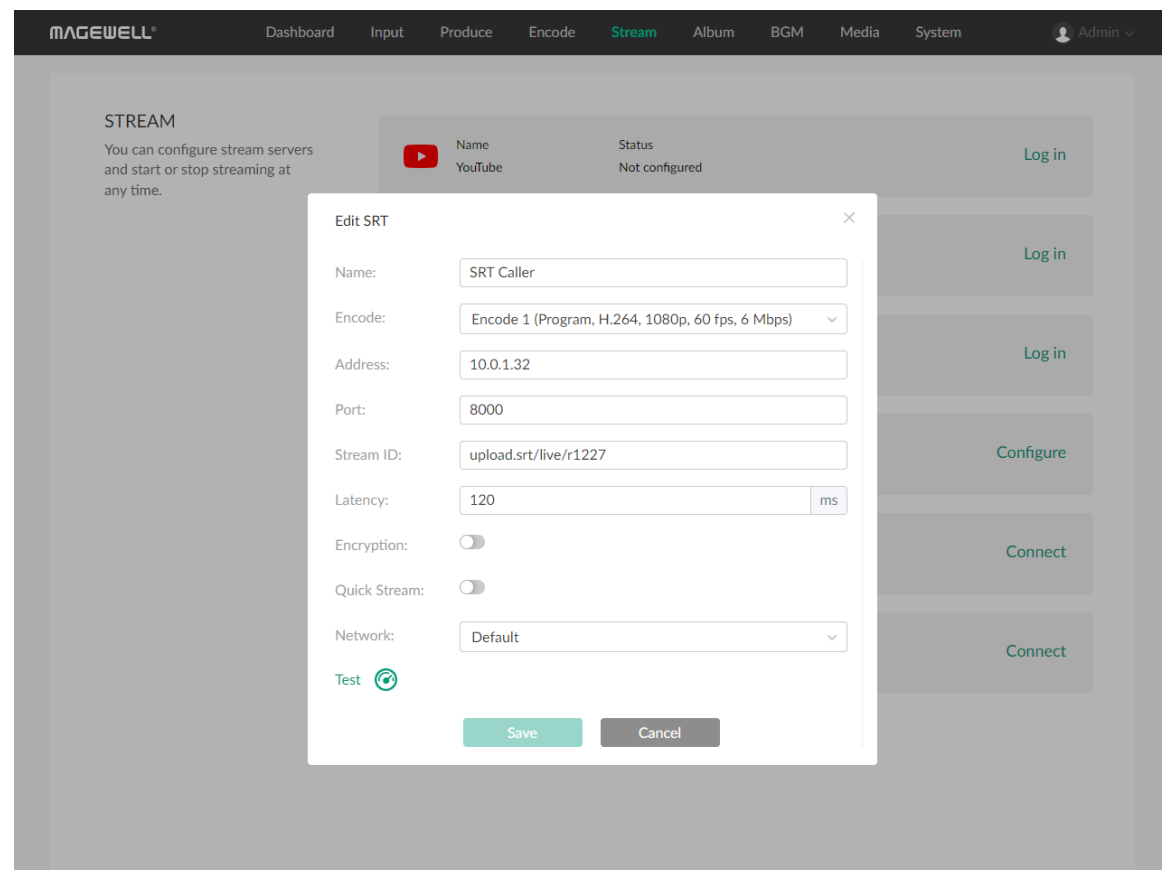 MAGEWELL®
Dashboard Input Produce Encode Stream Album BGM Media System Admin
STREAM
You can configure stream servers
and start or stop streaming at
any time.
Name Status
YouTube Not configured
Log in
Log in
Log in
Configure
Connect
Connect
Edit SRT
Name: SRT Caller
Encode: Encode 1 (Program, H.264, 1080p, 60 fps, 6 Mbps)
Address: 10.0.1.32
Port: 8000
Stream ID: upload.srt/live/r1227
Latency: 120 ms
Encryption:
Quick Stream:
Network: Default
Test
Save Cancel